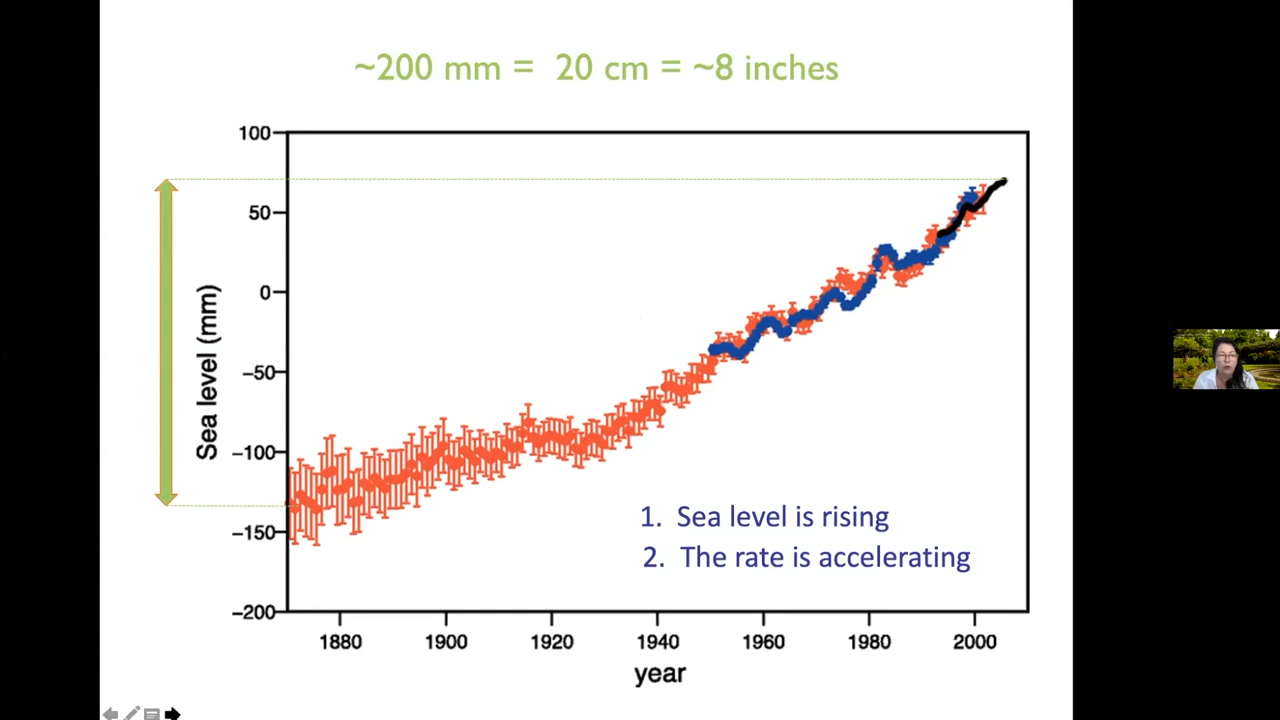 ~200 mm = 20 cm = ~8 inches
100
50
0
−50
−100
−150
−200
Sea level (mm)
1. Sea level is rising
2. The rate is accelerating
1880 1900 1920 1940 1960 1980 2000
year